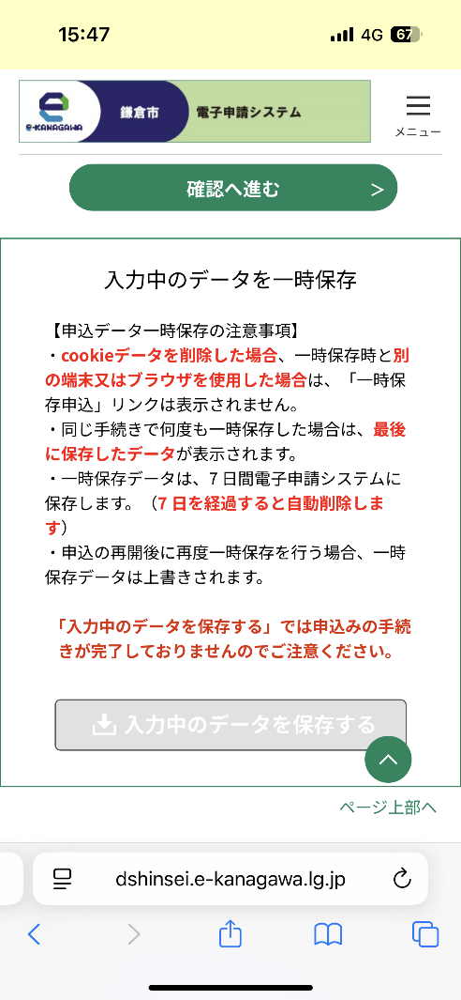 15:47
4G 67
e-KANAGAWA 鎌倉市 電子申請システム
メニュー
確認へ進む >
入力中のデータを一時保存
【申込データ一時保存の注意事項】
・cookieデータを削除した場合、一時保存時と別
の端末又はブラウザを使用した場合は、「一時保
存申込」リンクは表示されません。
・同じ手続きで何度も一時保存した場合は、最後
に保存したデータが表示されます。
・一時保存データは、7日間電子申請システムに
保存します。（7日を経過すると自動削除しま
す）
・申込の再開後に再度一時保存を行う場合、一時
保存データは上書きされます。
「入力中のデータを保存する」では申込みの手続
きが完了しておりませんのでご注意ください。
入力中のデータを保存する
ページ上部へ
dshinsei.e-kanagawa.lg.jp